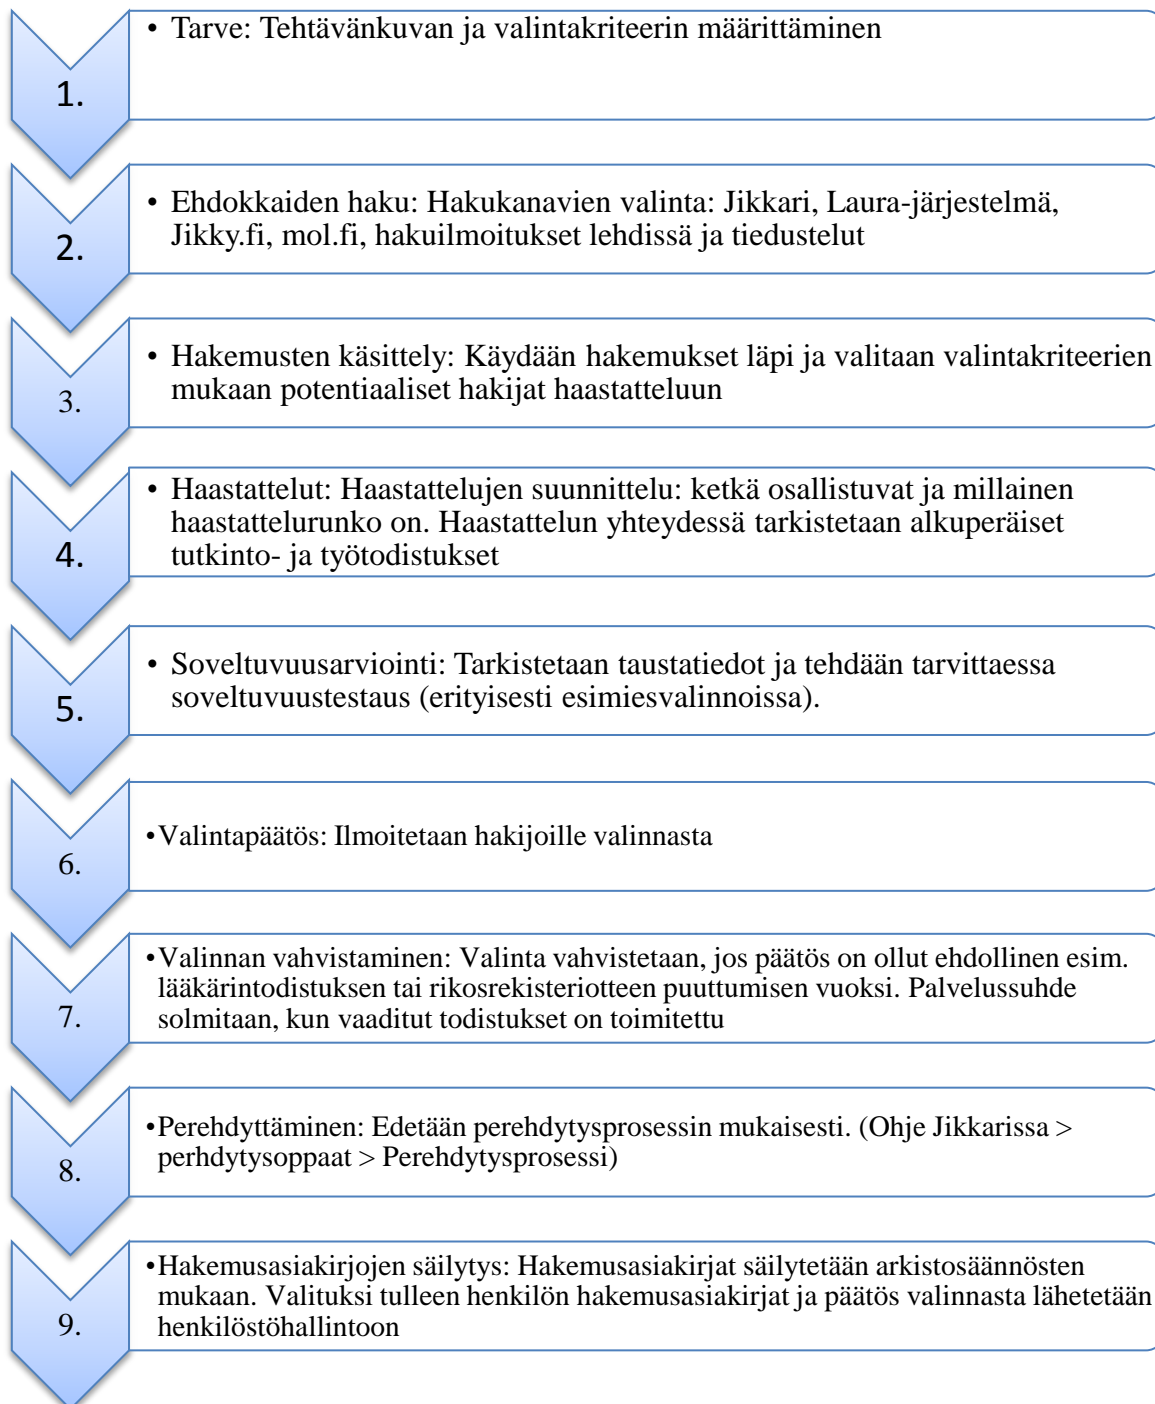 1.
• Tarve: Tehtävänkuvan ja valintakriteerin määrittäminen
2.
• Ehdokkaiden haku: Hakukanavien valinta: Jikkari, Laura-järjestelmä,
Jikky.fi, mol.fi, hakuilmoitukset lehdissä ja tiedustelut
3.
• Hakemusten käsittely: Käydään hakemukset läpi ja valitaan valintakriteerien
mukaan potentiaaliset hakijat haastatteluun
4.
• Haastattelut: Haastattelujen suunnittelu: ketkä osallistuvat ja millainen
haastattelurunko on. Haastattelun yhteydessä tarkistetaan alkuperäiset
tutkinto- ja työtodistukset
5.
• Soveltuvuusarviointi: Tarkistetaan taustatiedot ja tehdään tarvittaessa
soveltuvuustestaus (erityisesti esimiesvalinnoissa).
6.
•Valintapäätös: Ilmoitetaan hakijoille valinnasta
7.
•Valinnan vahvistaminen: Valinta vahvistetaan, jos päätös on ollut ehdollinen esim.
lääkärintodistuksen tai rikosrekisteriotteen puuttumisen vuoksi. Palvelussuhde
solmitaan, kun vaaditut todistukset on toimitettu
8.
•Perehdyttäminen: Edetään perehdytysprosessin mukaisesti. (Ohje Jikkarissa >
perhdytysoppaat > Perehdytysprosessi)
9.
•Hakemusasiakirjojen säilytys: Hakemusasiakirjat säilytetään arkistosäännösten
mukaan. Valituksi tulleen henkilön hakemusasiakirjat ja päätös valinnasta lähetetään
henkilöstöhallintoon